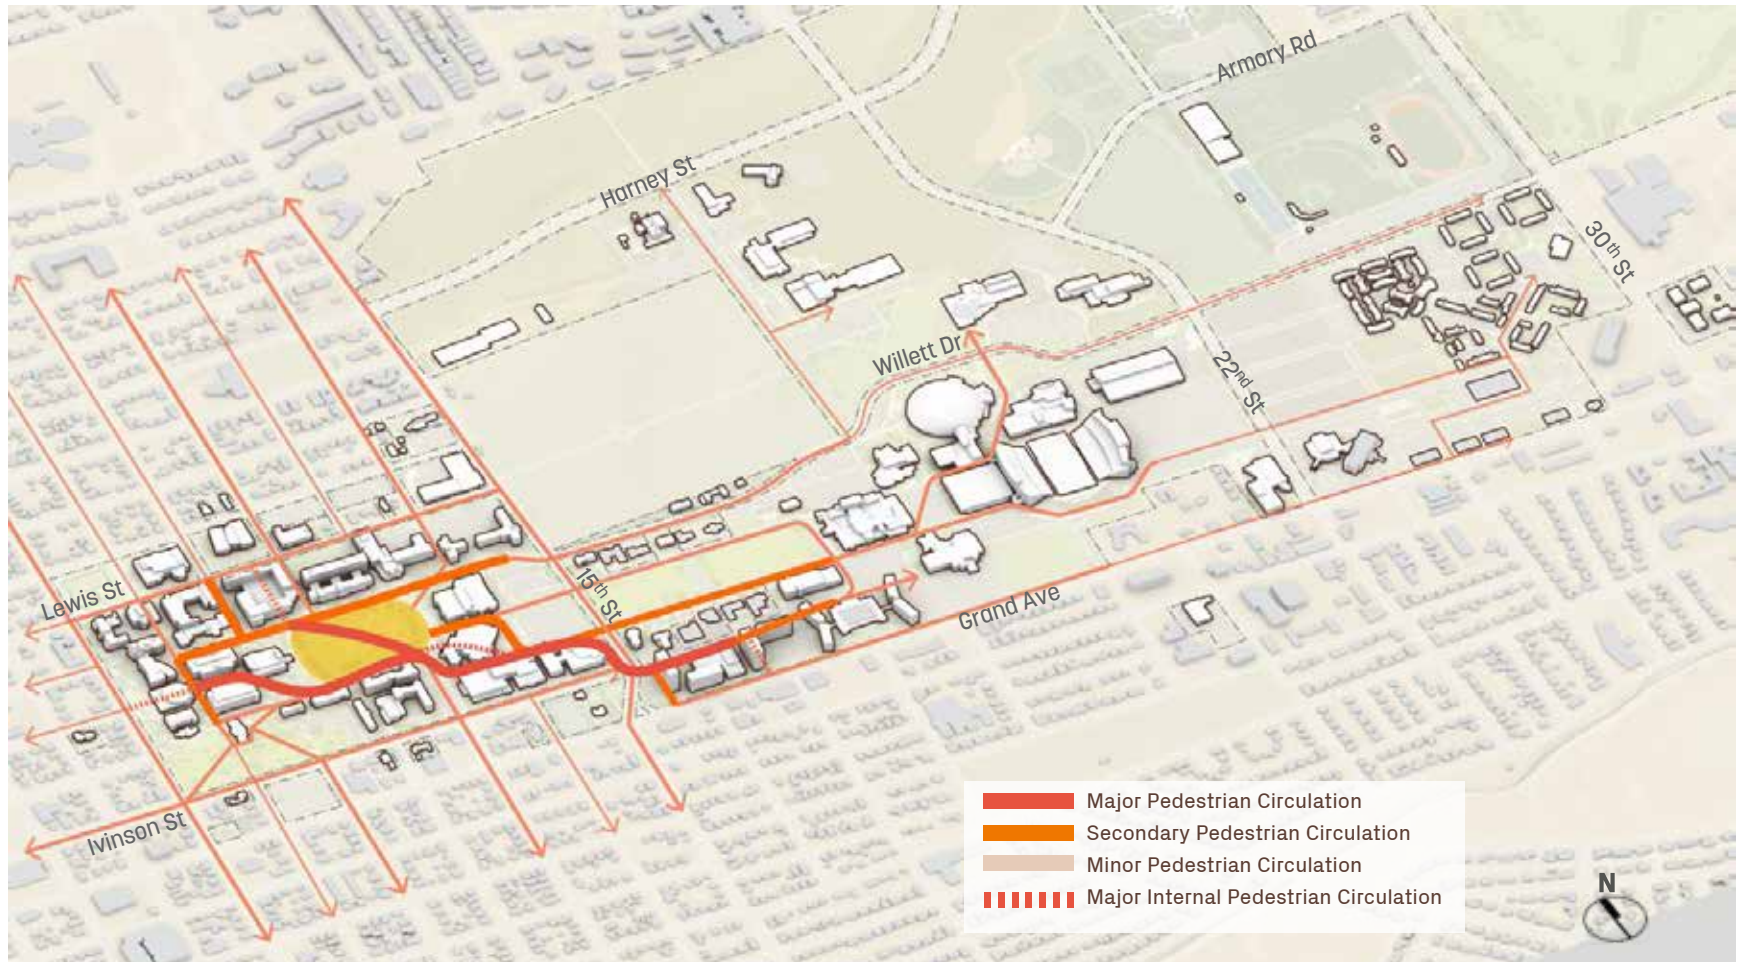 Armory Rd
Harney St
30th St
Willett Dr
22nd St
15th St
Lewis St
Grand Ave
Ivinson St
Major Pedestrian Circulation
Secondary Pedestrian Circulation
Minor Pedestrian Circulation
Major Internal Pedestrian Circulation
N